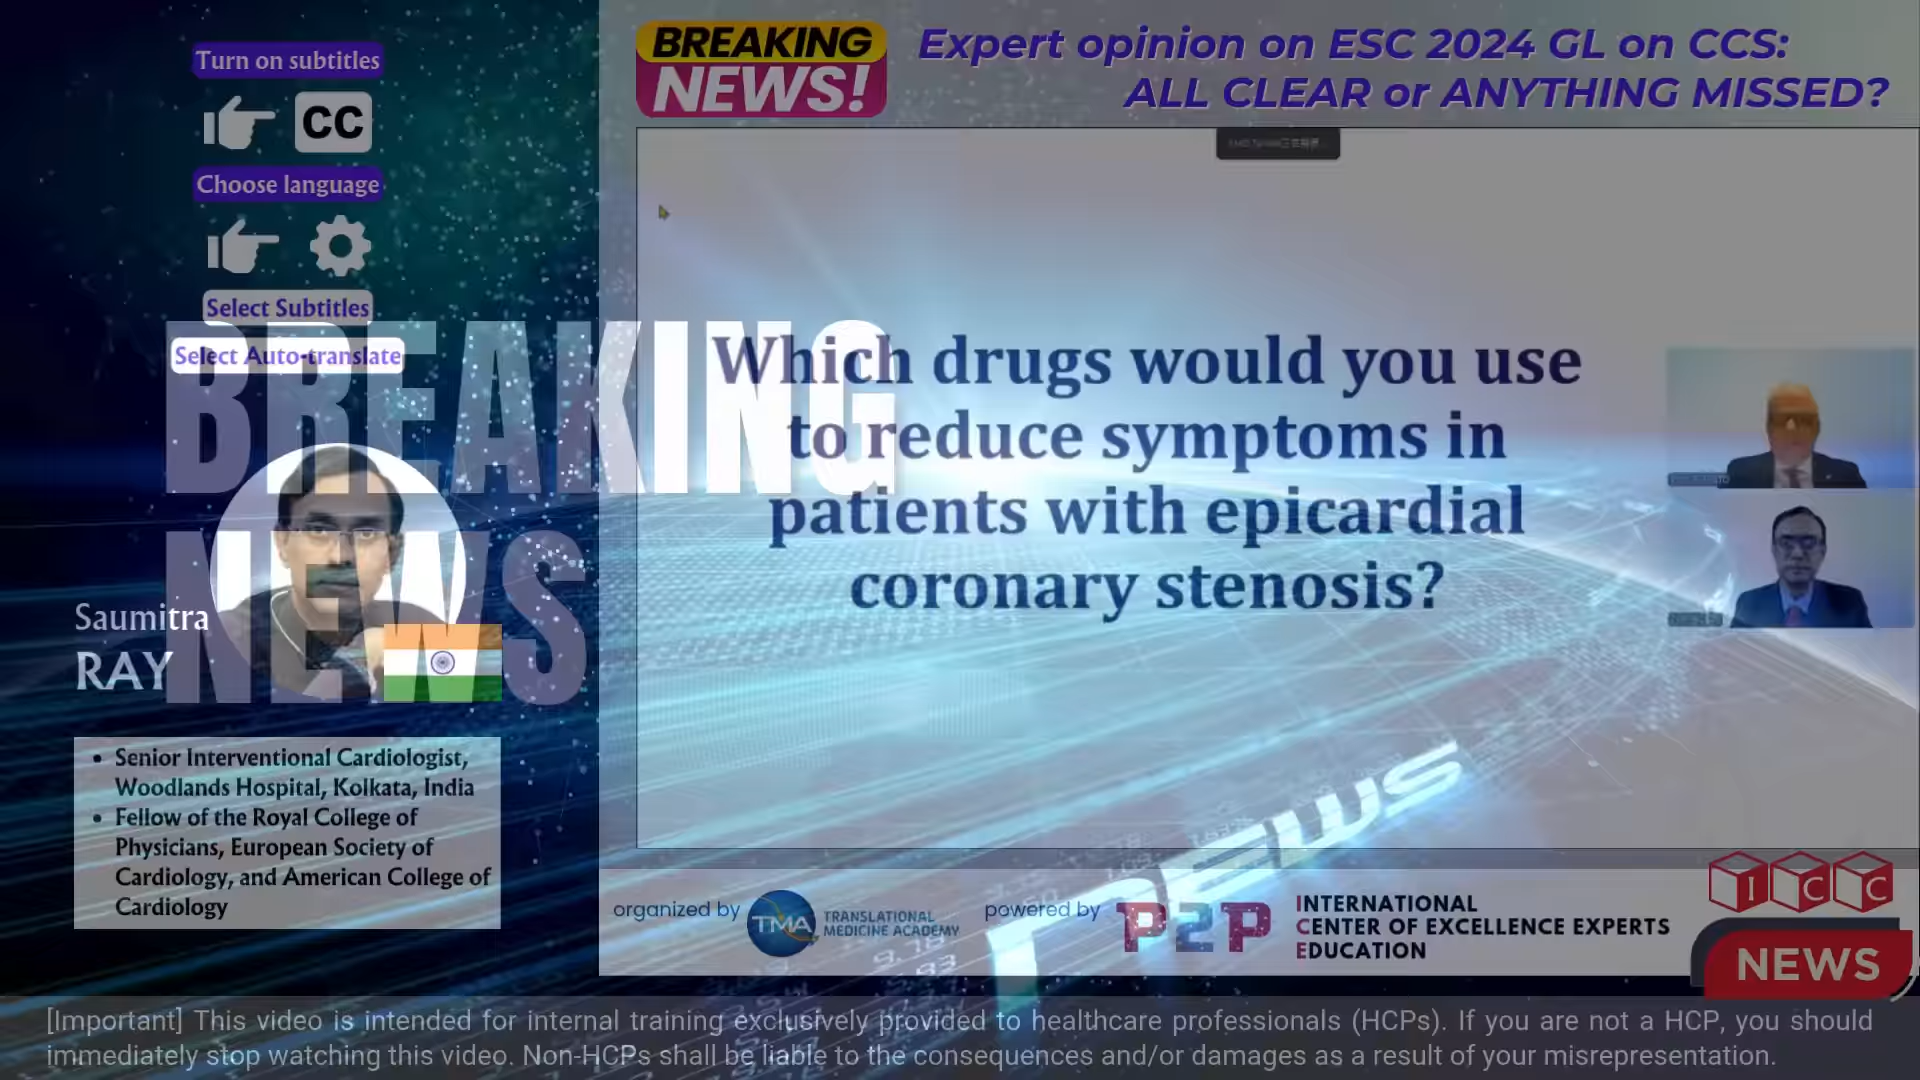 Turn on subtitles
CC
Choose language
Select Subtitles
Select Auto-translate
BREAKING
NEWS
Saumitra
RAY
• Senior Interventional Cardiologist,
Woodlands Hospital, Kolkata, India
• Fellow of the Royal College of
Physicians, European Society of
Cardiology, and American College of
Cardiology
BREAKING
NEWS!
Expert opinion on ESC 2024 GL on CCS:
ALL CLEAR or ANYTHING MISSED?
Which drugs would you use
to reduce symptoms in
patients with epicardial
coronary stenosis?
news
organized by
TMA
TRANSLATIONAL
MEDICINE ACADEMY
powered by
P2P
INTERNATIONAL
CENTER OF EXCELLENCE EXPERTS
EDUCATION
ICC
NEWS
[Important] This video is intended for internal training exclusively provided to healthcare professionals (HCPs). If you are not a HCP, you should
immediately stop watching this video. Non-HCPs shall be liable to the consequences and/or damages as a result of your misrepresentation.